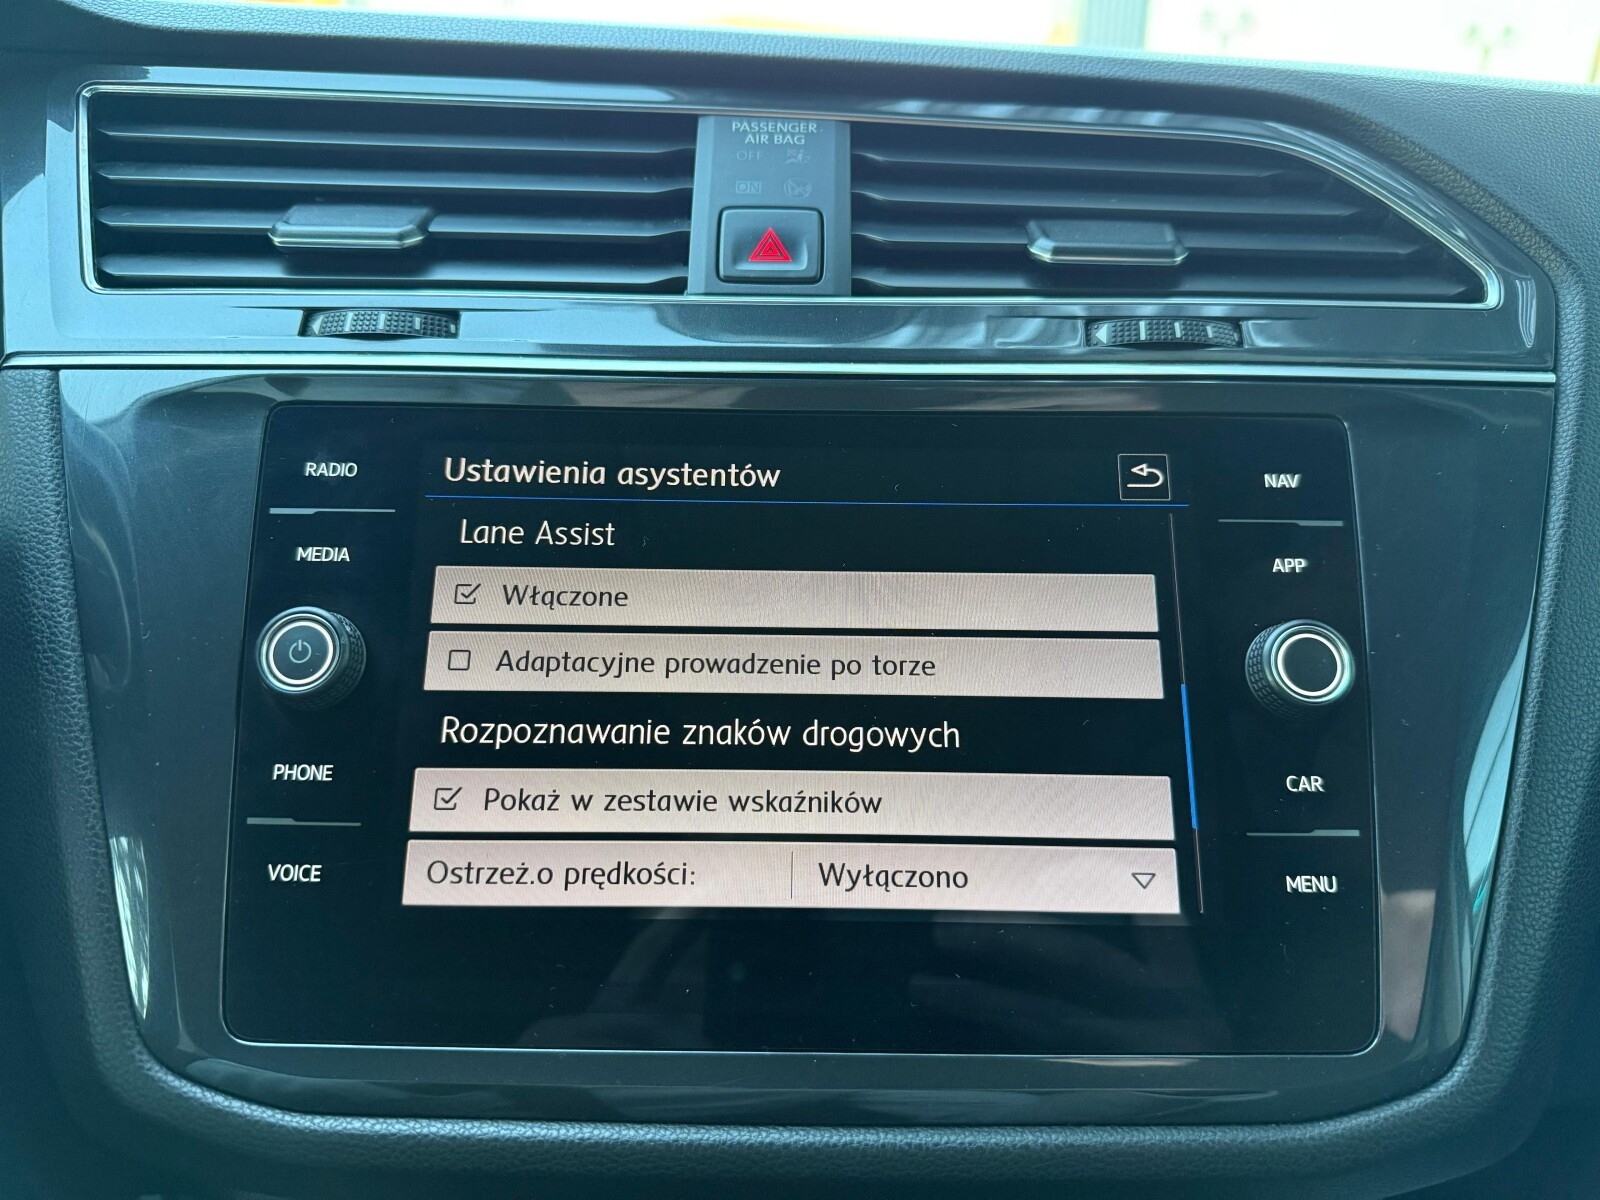 PASSENGER
AIR BAG
OFF
ON
RADIO
MEDIA
PHONE
VOICE
Ustawienia asystentów
Lane Assist
Włączone
Adaptacyjne prowadzenie po torze
Rozpoznawanie znaków drogowych
Pokaż w zestawie wskaźników
Ostrzeż.o prędkości: Wyłączono
NAV
APP
CAR
MENU